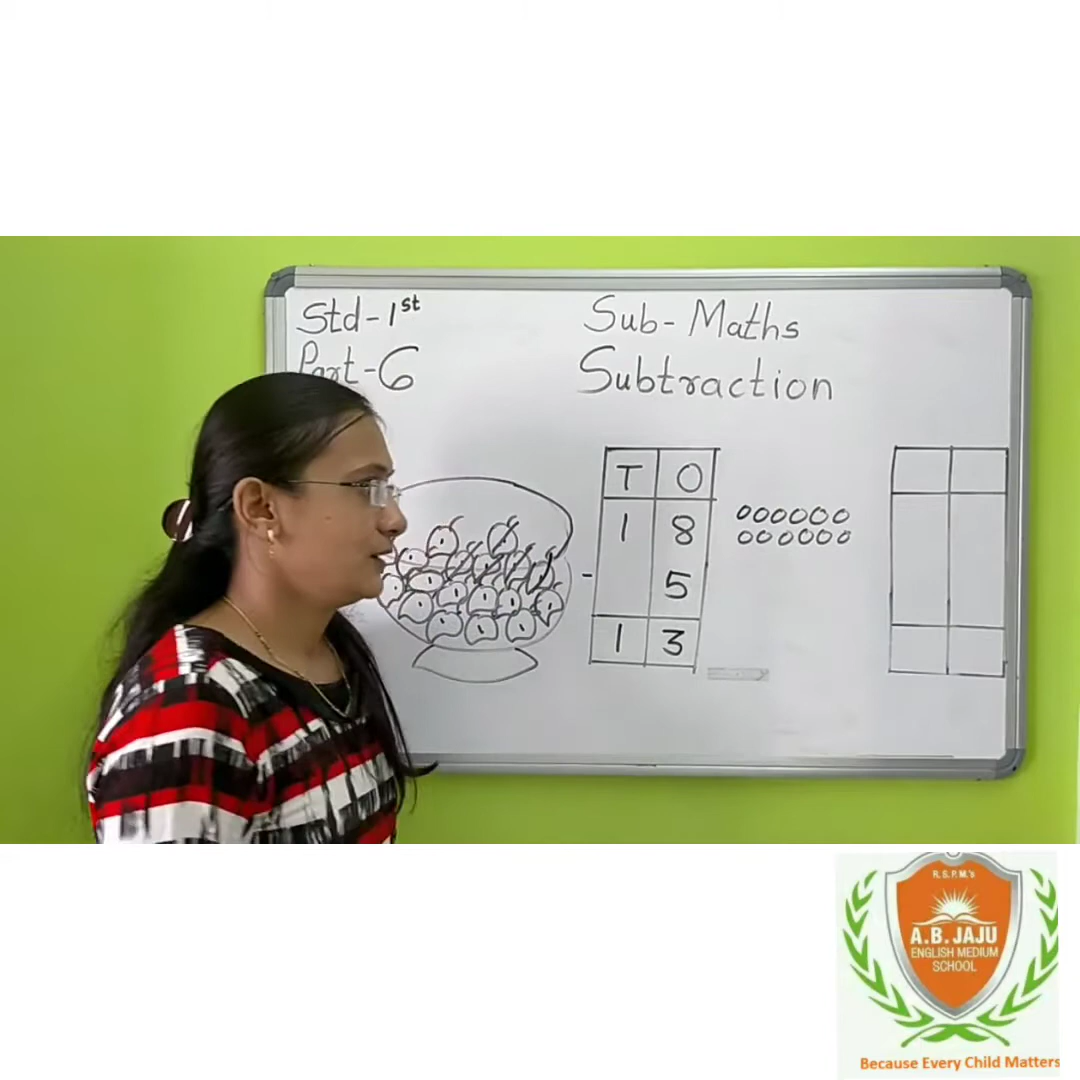 Std-1st
Sub-Maths
Part-6
Subtraction
T O
1 8
- 5
1 3
R.S.P.M.'s
A.B. JAJU
ENGLISH MEDIUM
SCHOOL
Because Every Child Matters